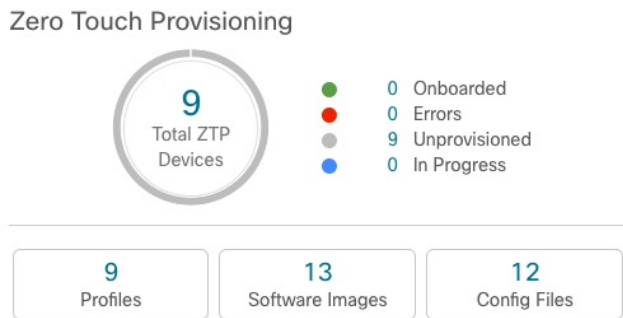 Zero Touch Provisioning
9
Total ZTP
Devices
0 Onboarded
0 Errors
9 Unprovisioned
0 In Progress
9
Profiles
13
Software Images
12
Config Files